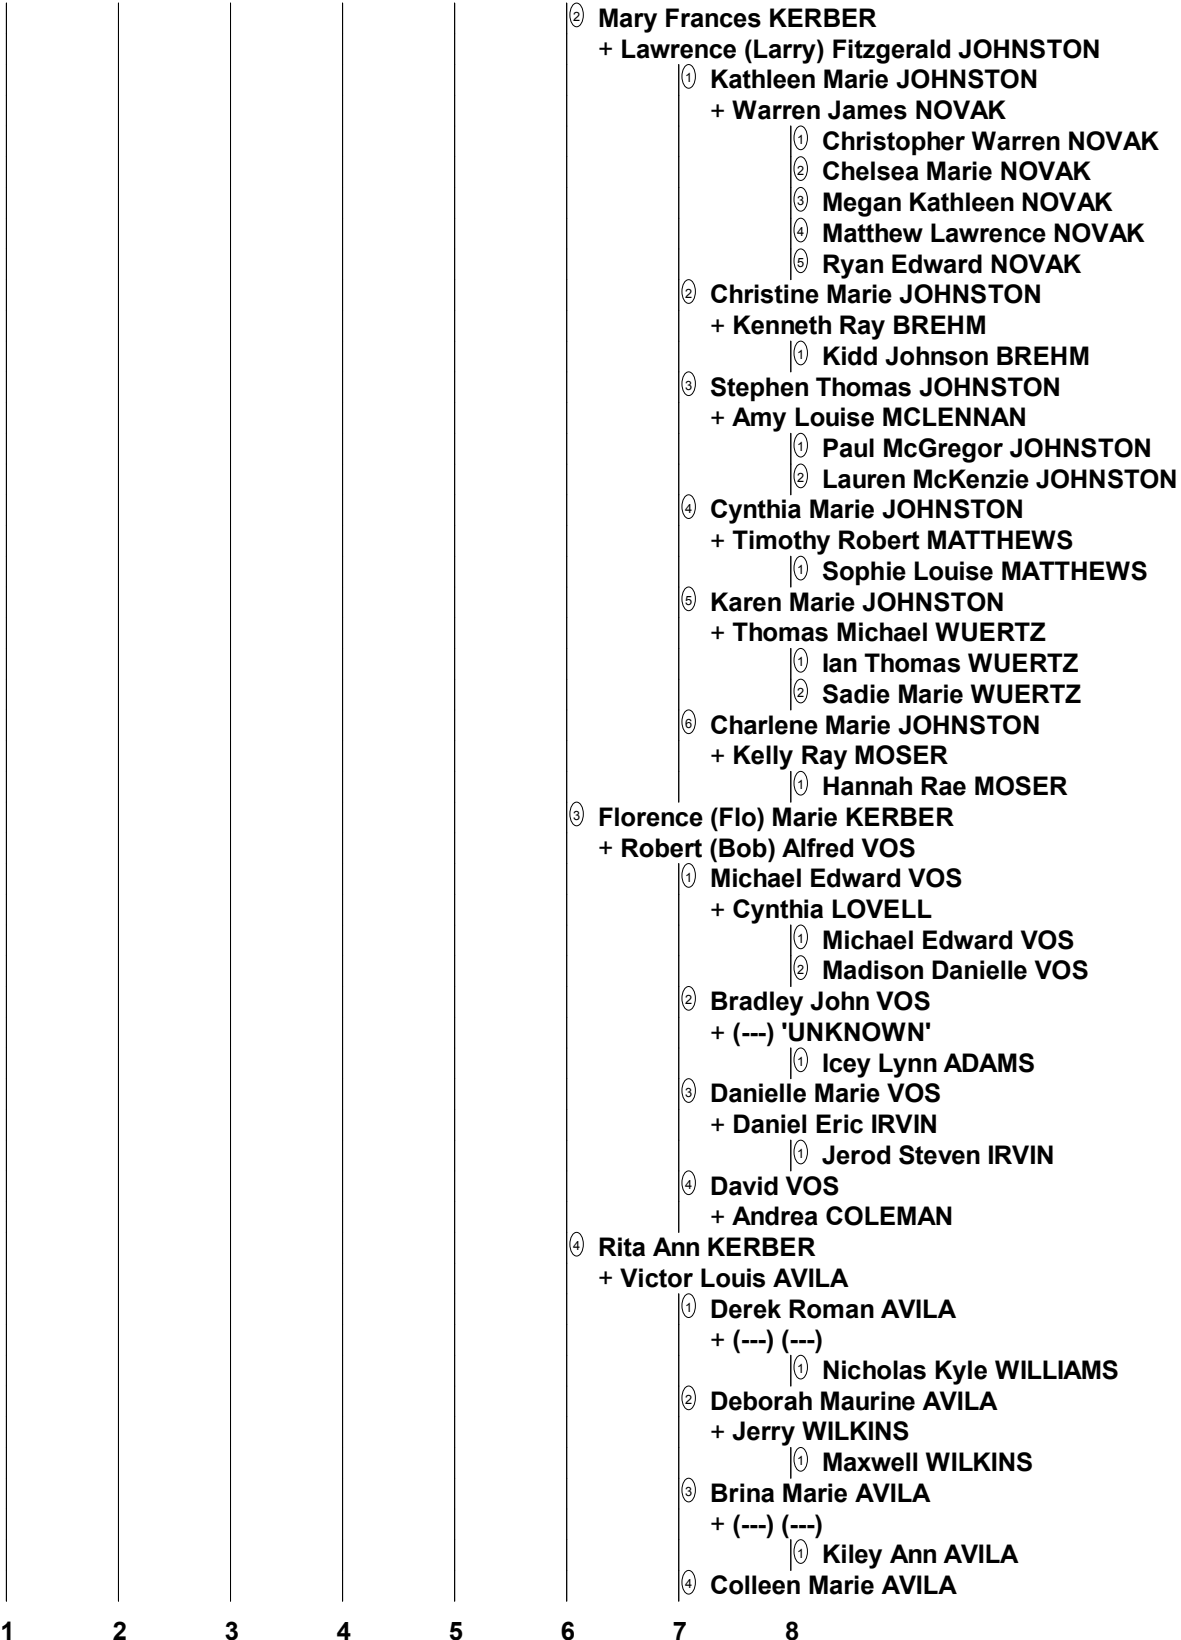 ② Mary Frances KERBER
+ Lawrence (Larry) Fitzgerald JOHNSTON
① Kathleen Marie JOHNSTON
+ Warren James NOVAK
① Christopher Warren NOVAK
② Chelsea Marie NOVAK
③ Megan Kathleen NOVAK
④ Matthew Lawrence NOVAK
⑤ Ryan Edward NOVAK
② Christine Marie JOHNSTON
+ Kenneth Ray BREHM
① Kidd Johnson BREHM
③ Stephen Thomas JOHNSTON
+ Amy Louise MCLENNAN
① Paul McGregor JOHNSTON
② Lauren McKenzie JOHNSTON
④ Cynthia Marie JOHNSTON
+ Timothy Robert MATTHEWS
① Sophie Louise MATTHEWS
⑤ Karen Marie JOHNSTON
+ Thomas Michael WUERTZ
① Ian Thomas WUERTZ
② Sadie Marie WUERTZ
⑥ Charlene Marie JOHNSTON
+ Kelly Ray MOSER
① Hannah Rae MOSER
③ Florence (Flo) Marie KERBER
+ Robert (Bob) Alfred VOS
① Michael Edward VOS
+ Cynthia LOVELL
① Michael Edward VOS
② Madison Danielle VOS
② Bradley John VOS
+ (---) 'UNKNOWN'
① Icey Lynn ADAMS
③ Danielle Marie VOS
+ Daniel Eric IRVIN
① Jerod Steven IRVIN
④ David VOS
+ Andrea COLEMAN
④ Rita Ann KERBER
+ Victor Louis AVILA
① Derek Roman AVILA
+ (---) (---)
① Nicholas Kyle WILLIAMS
② Deborah Maurine AVILA
+ Jerry WILKINS
① Maxwell WILKINS
③ Brina Marie AVILA
+ (---) (---)
① Kiley Ann AVILA
④ Colleen Marie AVILA
1 2 3 4 5 6 7 8